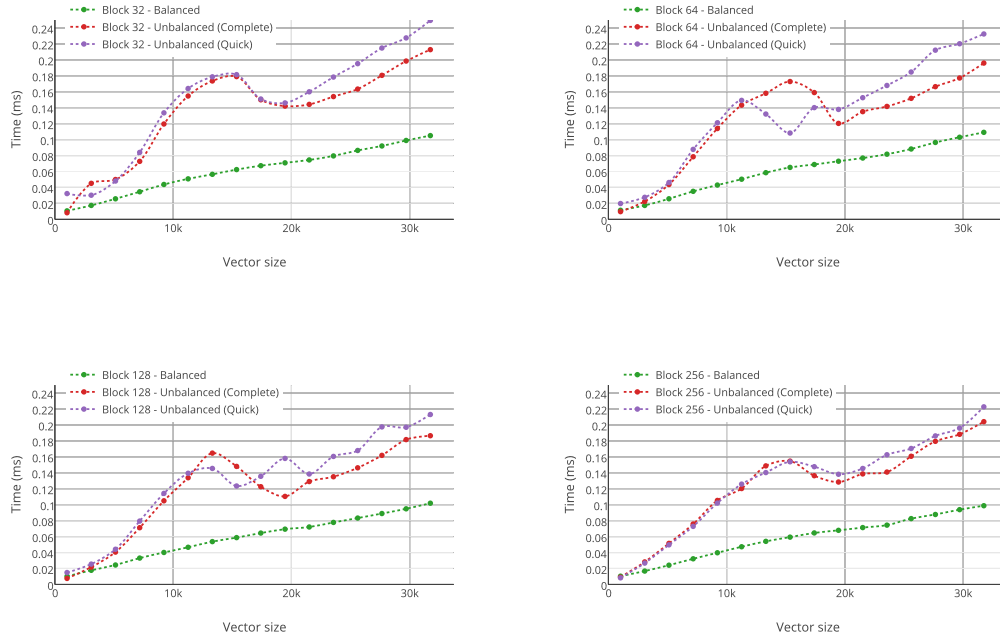 Block 32 - Balanced
Block 32 - Unbalanced (Complete)
Block 32 - Unbalanced (Quick)
0.24
0.22
0.2
0.18
0.16
0.14
0.12
0.1
0.08
0.06
0.04
0.02
0
Time (ms)
0
10k
20k
30k
Vector size
Block 64 - Balanced
Block 64 - Unbalanced (Complete)
Block 64 - Unbalanced (Quick)
0.24
0.22
0.2
0.18
0.16
0.14
0.12
0.1
0.08
0.06
0.04
0.02
0
Time (ms)
0
10k
20k
30k
Vector size
Block 128 - Balanced
Block 128 - Unbalanced (Complete)
Block 128 - Unbalanced (Quick)
0.24
0.22
0.2
0.18
0.16
0.14
0.12
0.1
0.08
0.06
0.04
0.02
0
Time (ms)
0
10k
20k
30k
Vector size
Block 256 - Balanced
Block 256 - Unbalanced (Complete)
Block 256 - Unbalanced (Quick)
0.24
0.22
0.2
0.18
0.16
0.14
0.12
0.1
0.08
0.06
0.04
0.02
0
Time (ms)
0
10k
20k
30k
Vector size